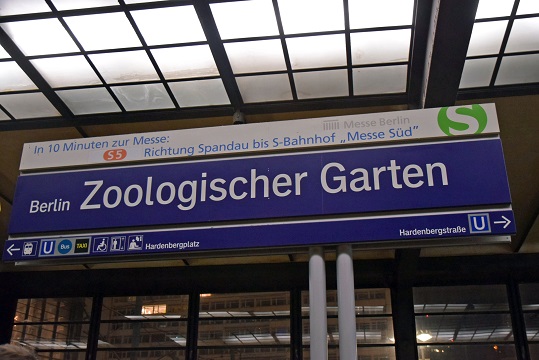 In 10 Minuten zur Messe: Messe Berlin S
S5 Richtung Spandau bis S-Bahnhof „Messe Süd"
Berlin Zoologischer Garten
U Bus TAXI Hardenbergplatz Hardenbergstraße U